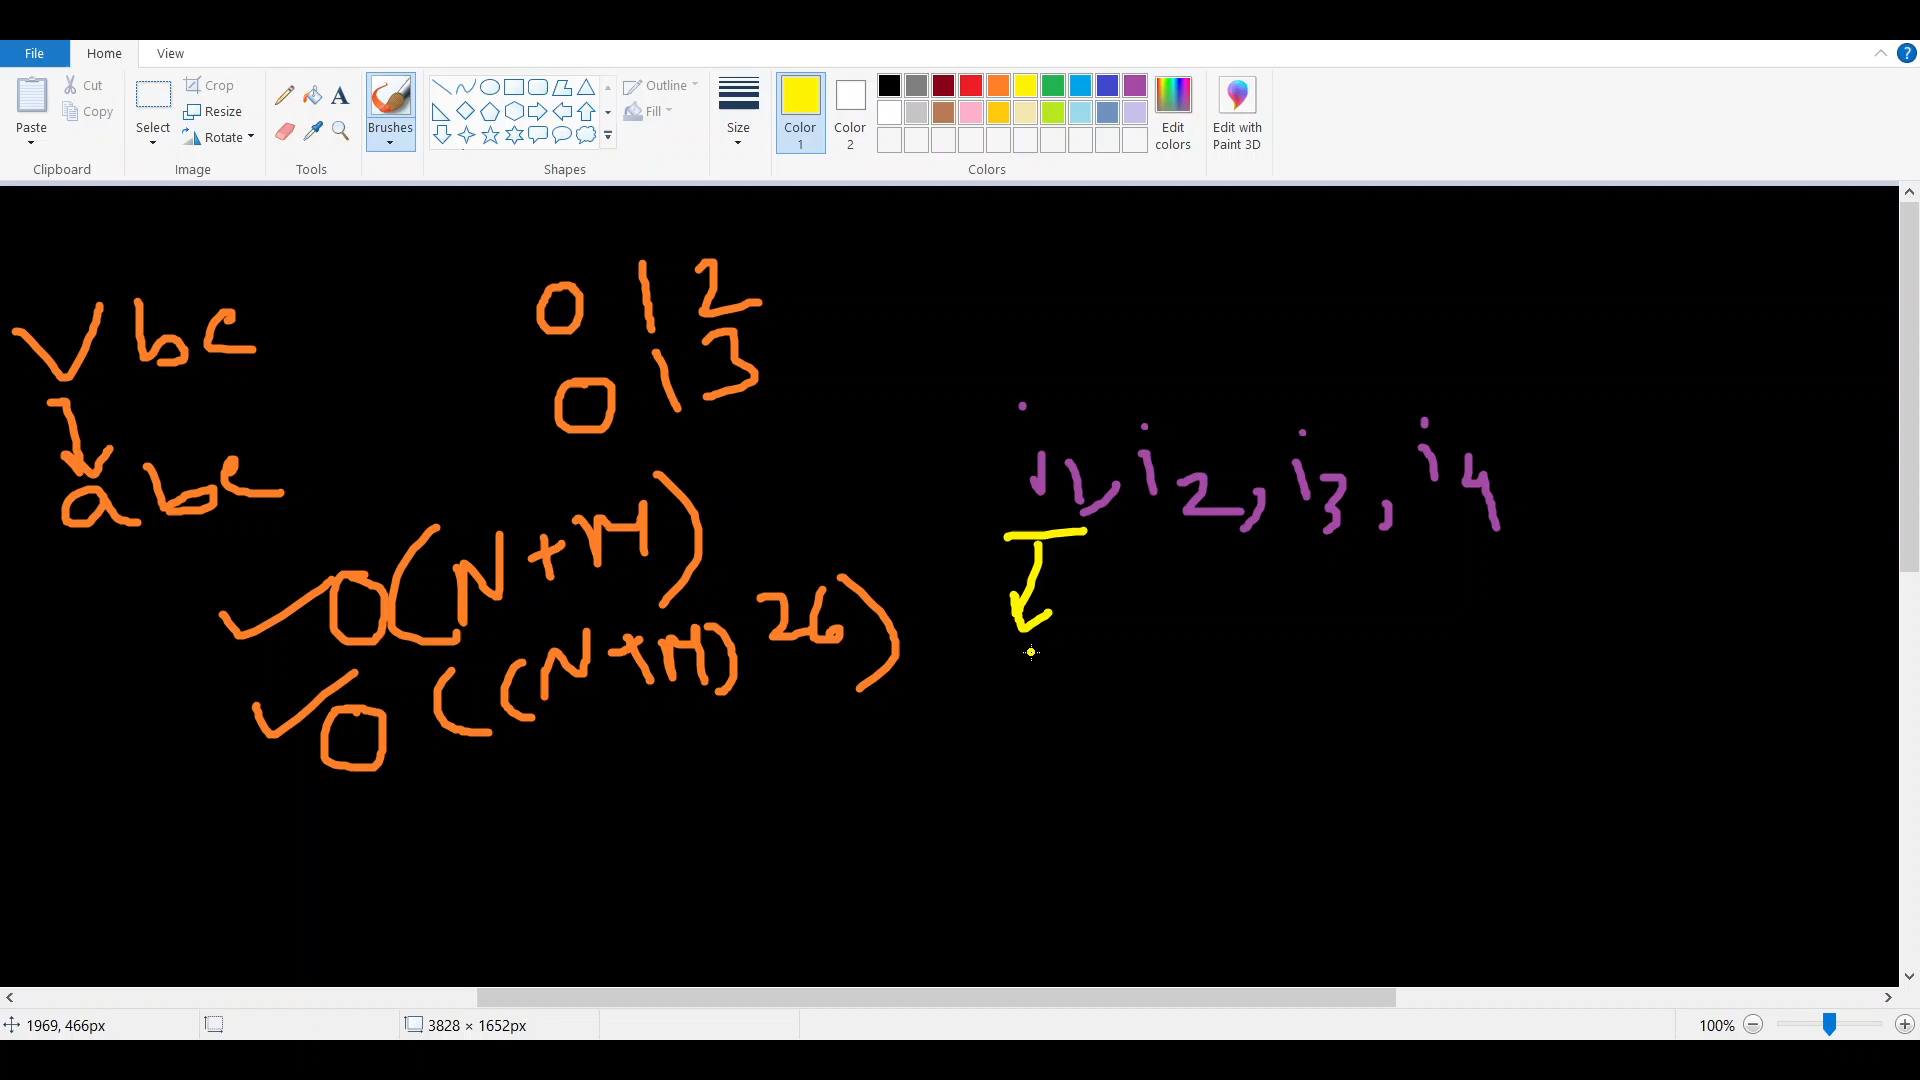 File Home View
Paste
Cut
Copy
Clipboard
Select
Crop
Resize
Rotate
Image
A
Tools
Brushes
Shapes
Outline
Fill
Size
Color 1
Color 2
Edit colors
Colors
Edit with Paint 3D
?
Vbc
abc
0 1 2
0 1 3
O(N+M)
O((N+M) 26)
i1, i2, i3, i4
1969, 466px
3828 × 1652px
100%